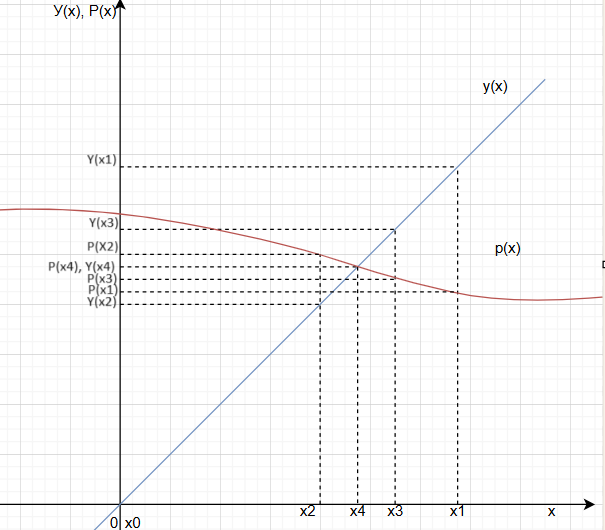 У(x), P(x)
y(x)
Y(x1)
Y(x3)
P(X2)
p(x)
P(x4), Y(x4)
P(x3)
P(x1)
Y(x2)
x2
x4
x3
x1
x
0
x0